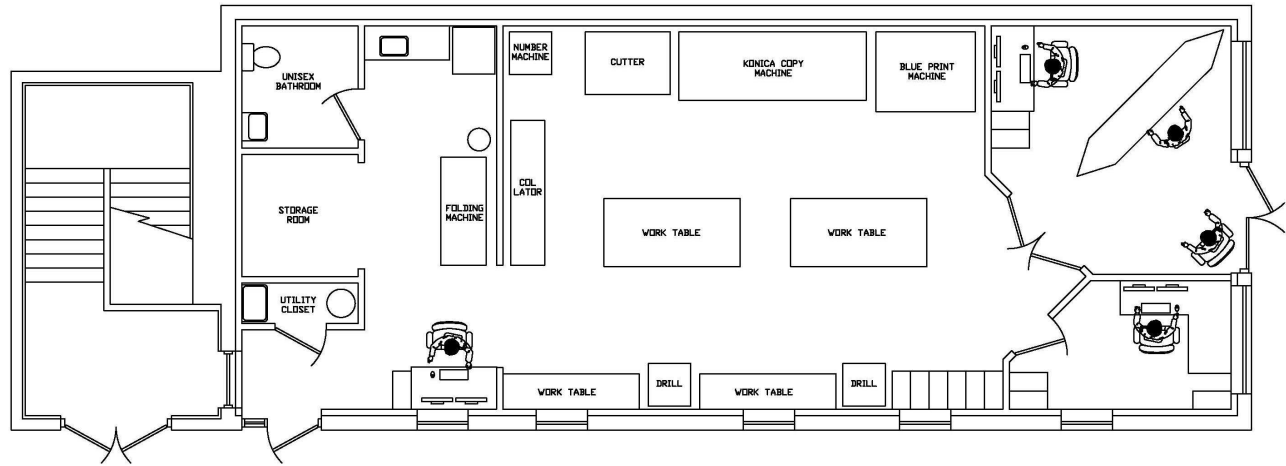 NUMBER
MACHINE
CUTTER
KONICA COPY
MACHINE
BLUE PRINT
MACHINE
UNISEX
BATHROOM
COL
LATOR
STORAGE
ROOM
FOLDING
MACHINE
WORK TABLE
WORK TABLE
UTILITY
CLOSET
WORK TABLE
DRILL
WORK TABLE
DRILL